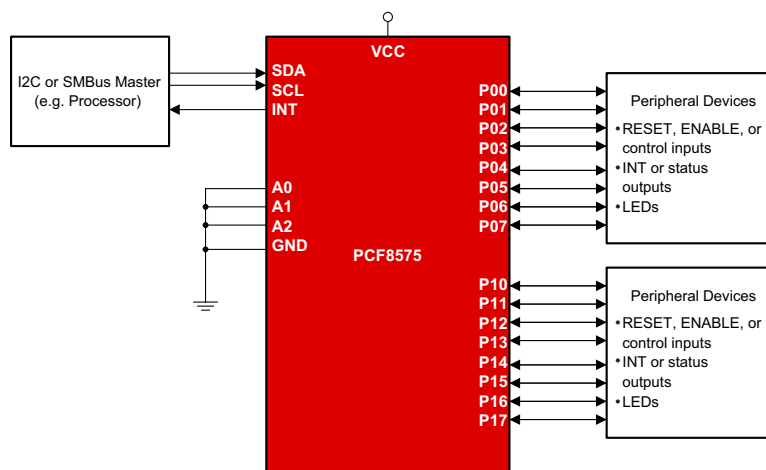 VCC
I2C or SMBus Master
(e.g. Processor)
SDA
SCL
INT
A0
A1
A2
GND
PCF8575
P00
P01
P02
P03
P04
P05
P06
P07
P10
P11
P12
P13
P14
P15
P16
P17
Peripheral Devices
•RESET, ENABLE, or
control inputs
•INT or status
outputs
•LEDs
Peripheral Devices
•RESET, ENABLE, or
control inputs
•INT or status
outputs
•LEDs